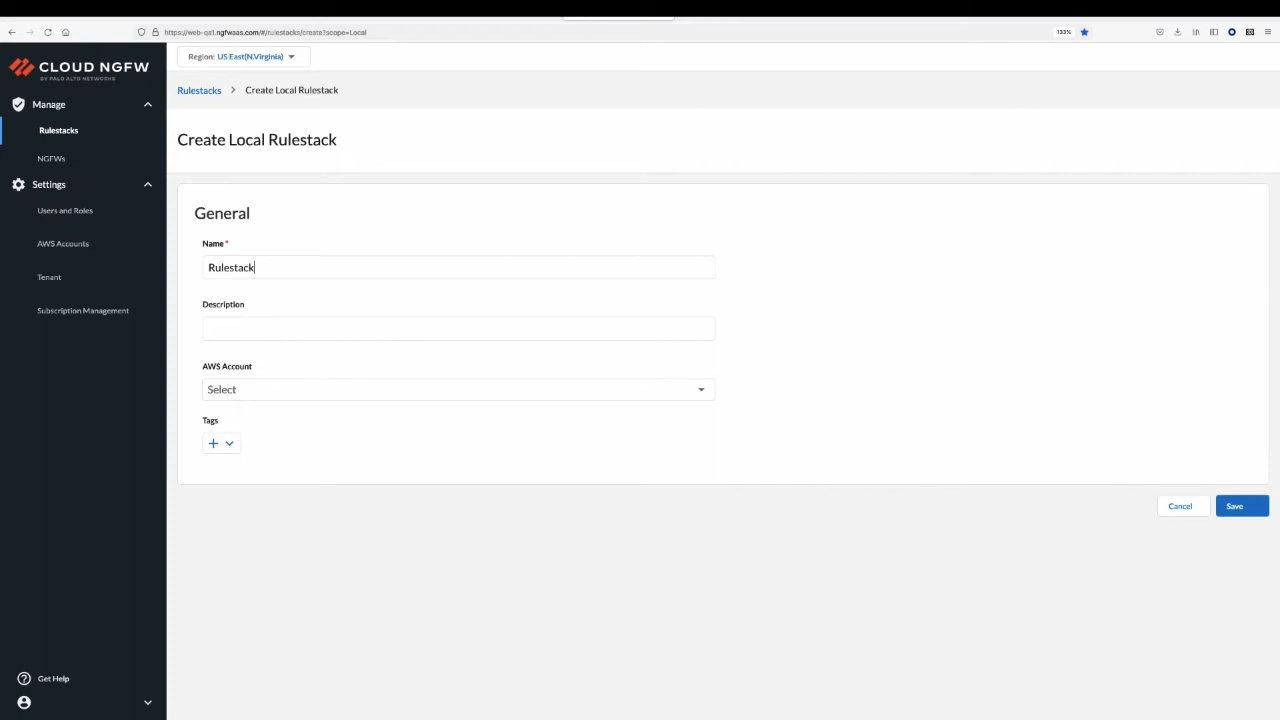 https://web-qa1.ngfwaas.com/#/rulestacks/create?scope=Local
133%
CLOUD NGFW
BY PALO ALTO NETWORKS
Region: US East(N.Virginia)
Manage
Rulestacks > Create Local Rulestack
Rulestacks
Create Local Rulestack
NGFWs
Settings
Users and Roles
General
AWS Accounts
Name*
Rulestack
Tenant
Description
Subscription Management
AWS Account
Select
Tags
Cancel
Save
Get Help